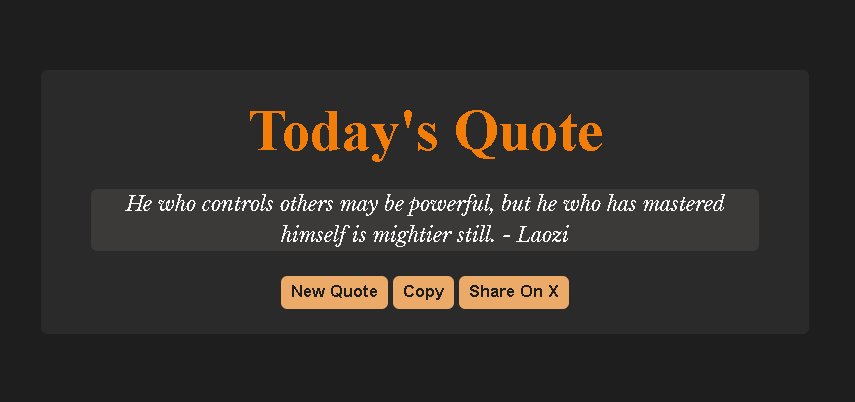 Today's Quote
He who controls others may be powerful, but he who has mastered
himself is mightier still. - Laozi
New Quote Copy Share On X